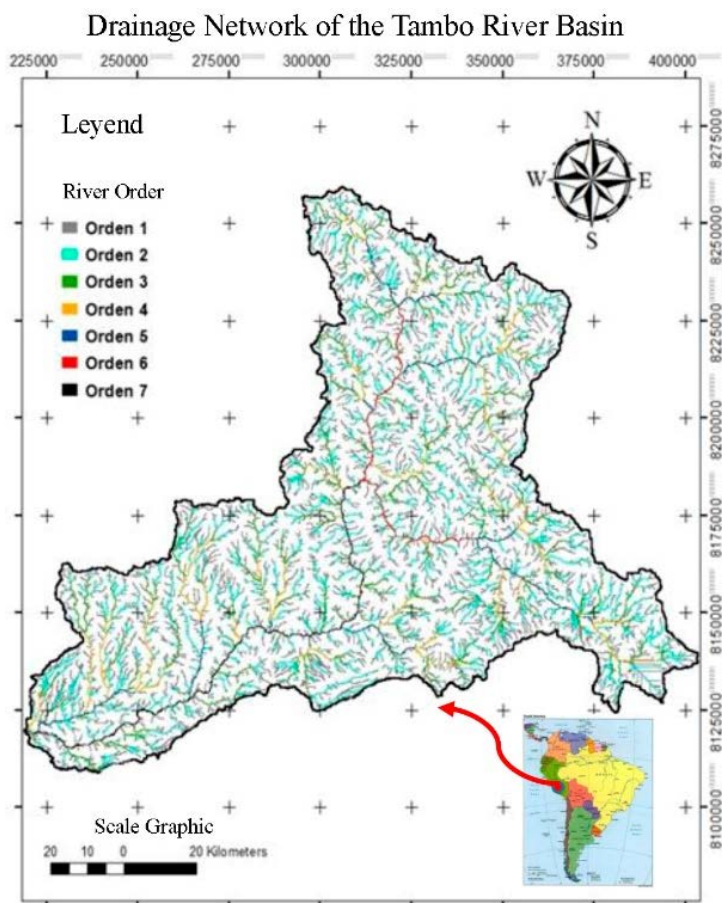 Drainage Network of the Tambo River Basin
225000 250000 275000 300000 325000 350000 375000 400000
Leyend
N
W E
S
River Order
Orden 1
Orden 2
Orden 3
Orden 4
Orden 5
Orden 6
Orden 7
8275000
8250000
8225000
8200000
8175000
8150000
8125000
8100000
Scale Graphic
20 10 0 20 Kilometers